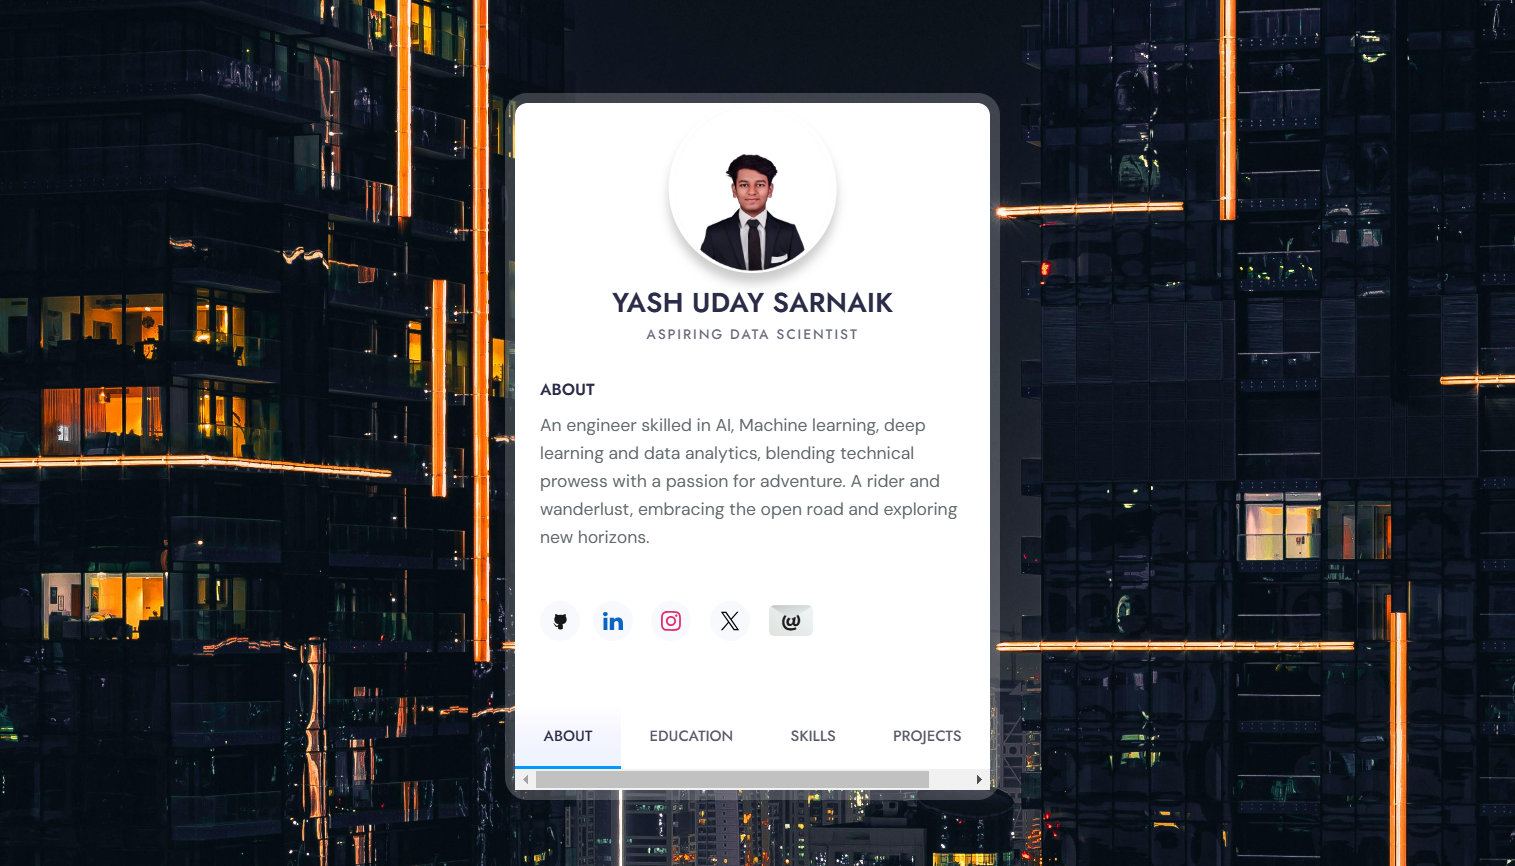 YASH UDAY SARNAIK
ASPIRING DATA SCIENTIST
ABOUT
An engineer skilled in AI, Machine learning, deep
learning and data analytics, blending technical
prowess with a passion for adventure. A rider and
wanderlust, embracing the open road and exploring
new horizons.
in X @
ABOUT EDUCATION SKILLS PROJECTS